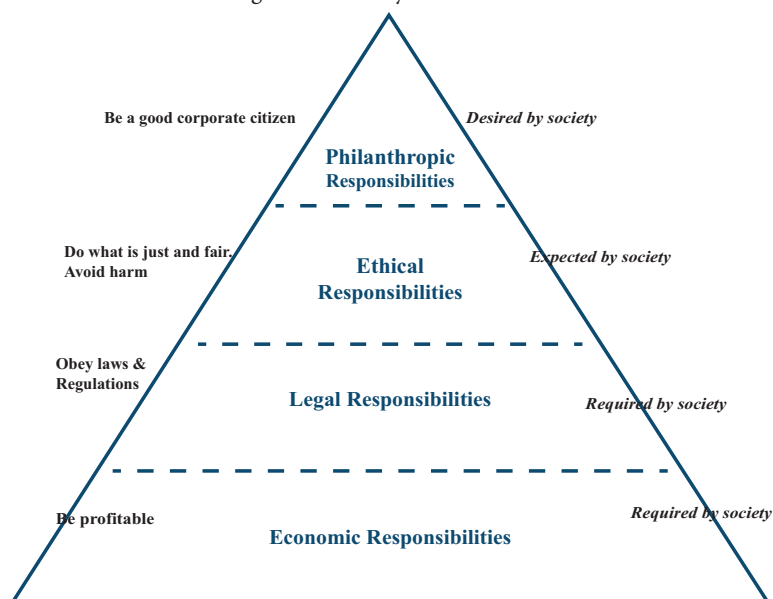 Be a good corporate citizen
Desired by society
Philanthropic
Responsibilities
Do what is just and fair.
Avoid harm
Expected by society
Ethical
Responsibilities
Obey laws &
Regulations
Legal Responsibilities
Required by society
Be profitable
Required by society
Economic Responsibilities